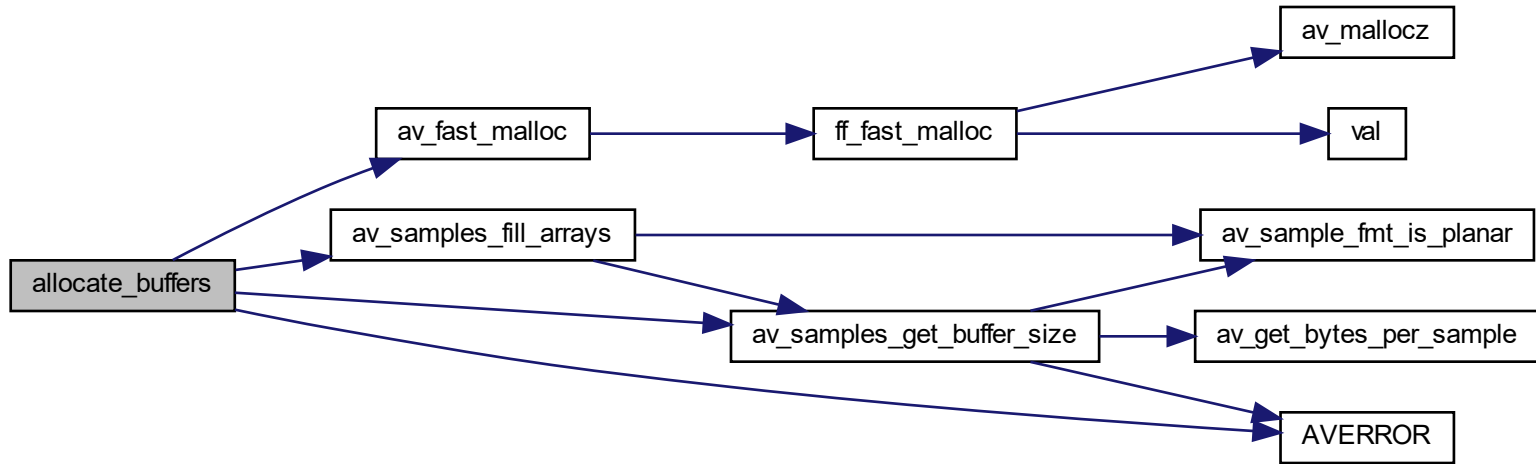 av_mallocz
av_fast_malloc
ff_fast_malloc
val
av_samples_fill_arrays
av_sample_fmt_is_planar
allocate_buffers
av_samples_get_buffer_size
av_get_bytes_per_sample
AVERROR